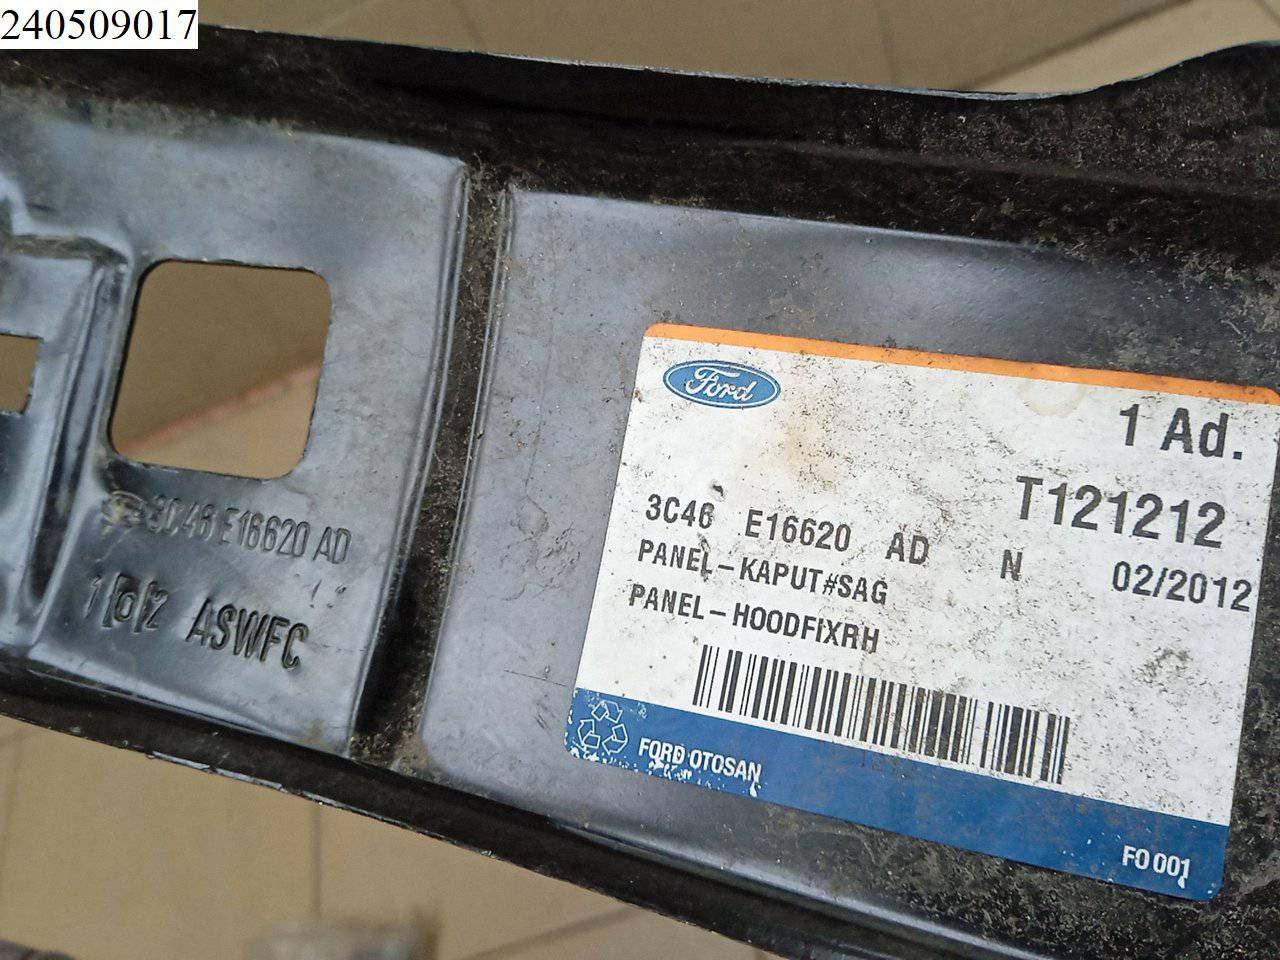 240509017
Ford
1 Ad.
T121212
3C46 E16620 AD N 02/2012
PANEL-KAPUT#SAG
PANEL-HOODFIXRH
FORD OTOSAN
FO 001
3C46 E16620 AD
ASWFC